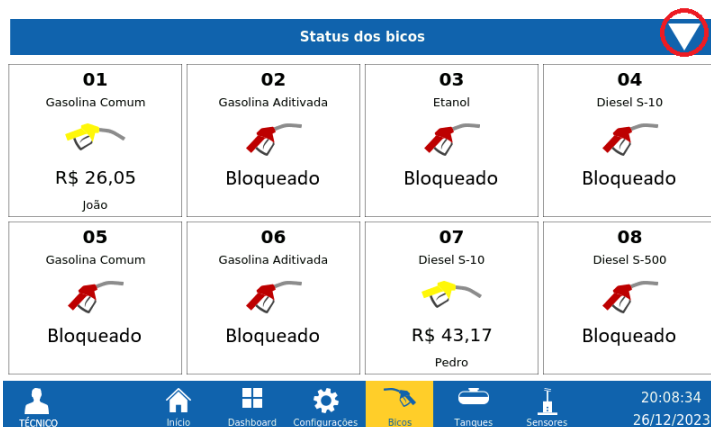 Status dos bicos
01
Gasolina Comum
R$ 26,05
João
02
Gasolina Aditivada
Bloqueado
03
Etanol
Bloqueado
04
Diesel S-10
Bloqueado
05
Gasolina Comum
Bloqueado
06
Gasolina Aditivada
Bloqueado
07
Diesel S-10
R$ 43,17
Pedro
08
Diesel S-500
Bloqueado
TÉCNICO
Início
Dashboard
Configurações
Bicos
Tanques
Sensores
20:08:34
26/12/2023